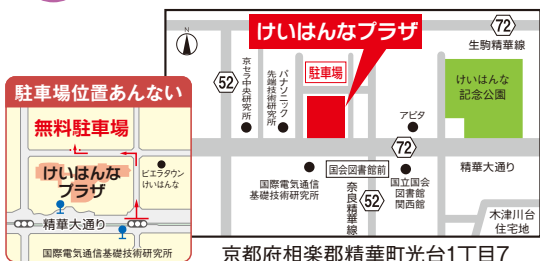 N
けいはんなプラザ
72
生駒精華線
52
京セラ中央研究所
パナソニック
先端技術研究所
駐車場
けいはんな
記念公園
アピタ
72
国会図書館前
精華大通り
国際電気通信
基礎技術研究所
奈良精華線
52
国立国会
図書館
関西館
木津川台
住宅地
駐車場位置あんない
無料駐車場
けいはんな
プラザ
ピエラタウン
けいはんな
精華大通り
国際電気通信基礎技術研究所
京都府相楽郡精華町光台1丁目7